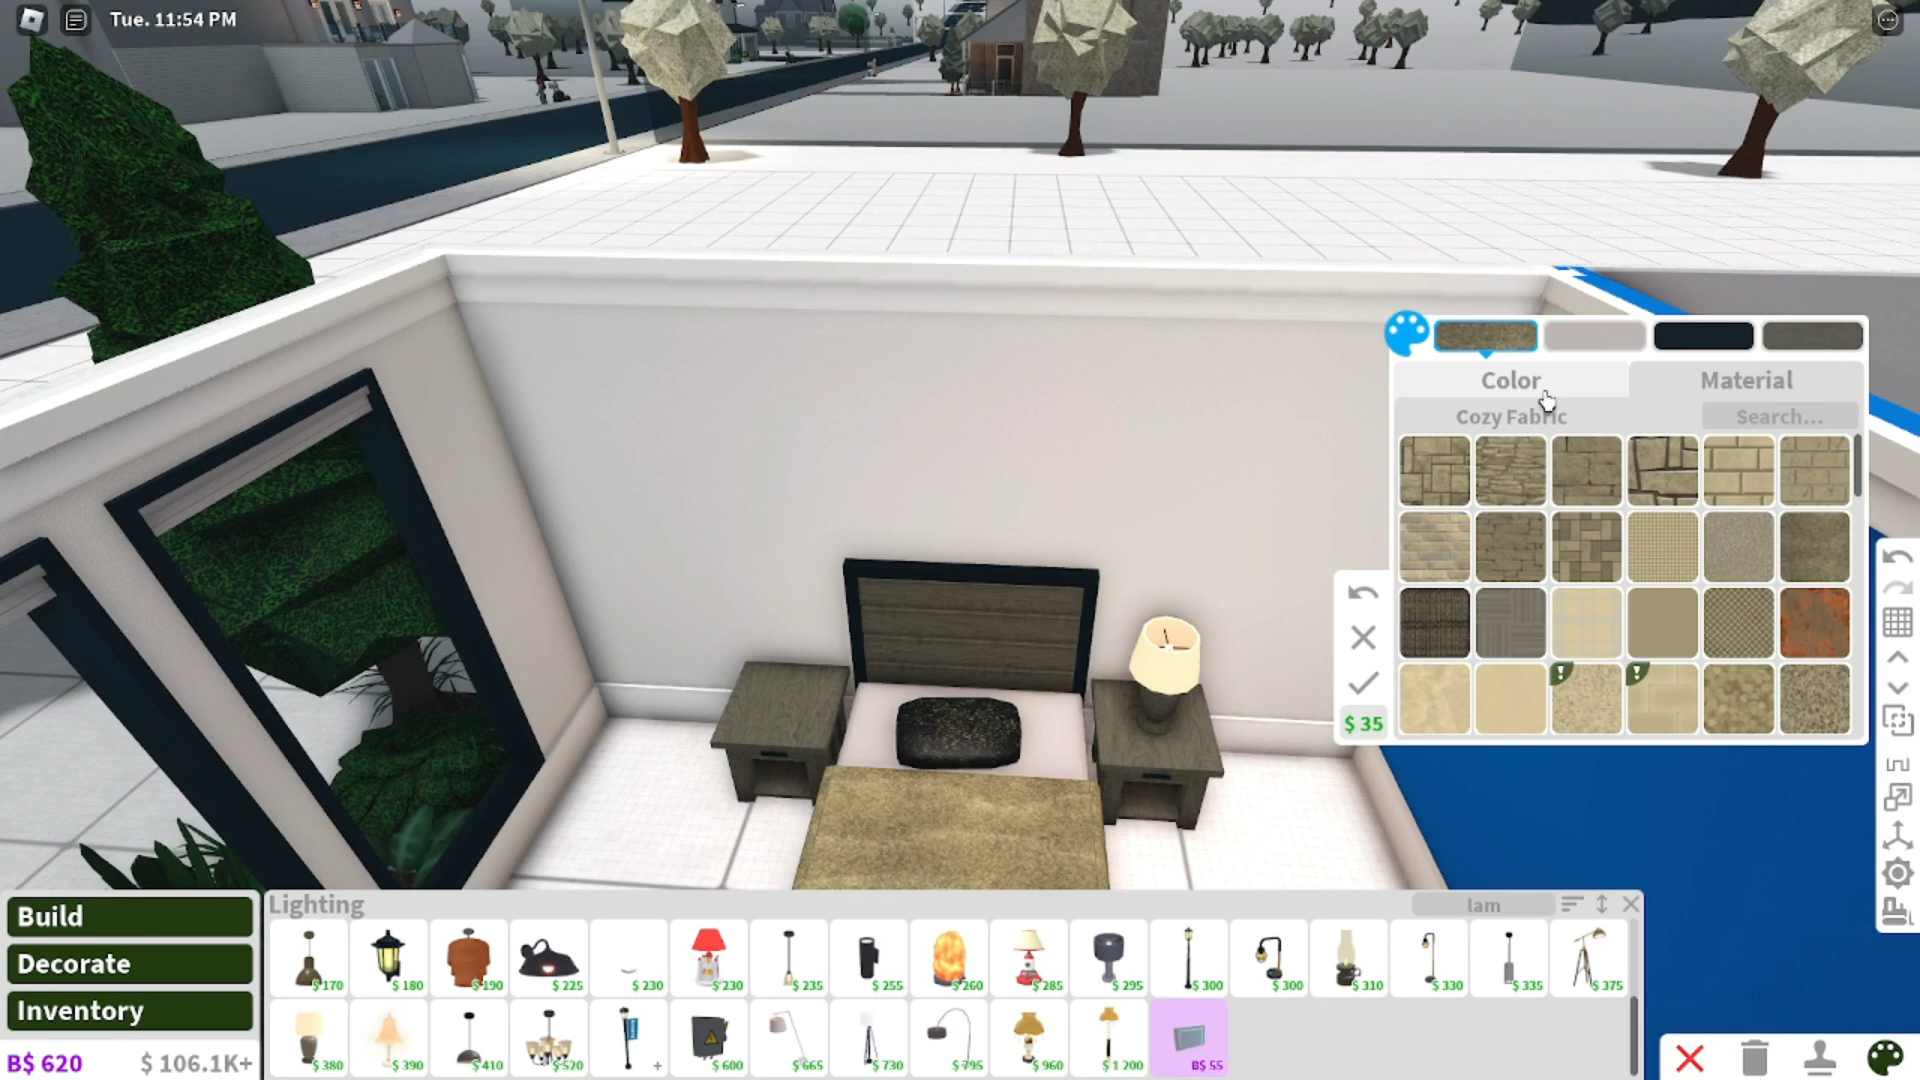 Tue. 11:54 PM
Color
Material
Cozy Fabric
Search...
$ 35
Build
Decorate
Inventory
B$ 620
$ 106.1K+
Lighting
lam
$ 170
$ 180
$ 190
$ 225
$ 230
$ 230
$ 235
$ 255
$ 260
$ 285
$ 295
$ 300
$ 300
$ 310
$ 330
$ 335
$ 375
$ 380
$ 390
$ 410
$ 520
+
$ 600
$ 665
$ 730
$ 795
$ 960
$ 1 200
B$ 55